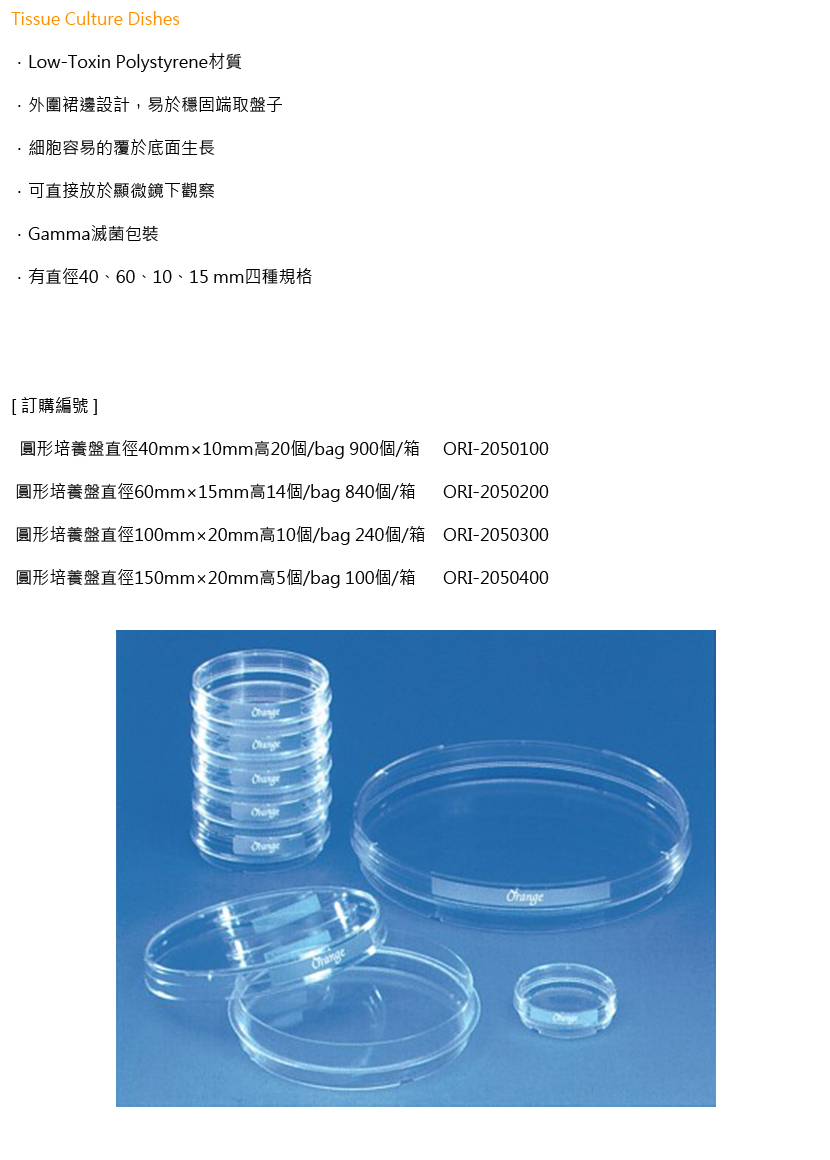 Tissue Culture Dishes
．Low-Toxin Polystyrene材質
．外圍裙邊設計，易於穩固端取盤子
．細胞容易的覆於底面生長
．可直接放於顯微鏡下觀察
．Gamma滅菌包裝
．有直徑40、60、10、15 mm四種規格
[ 訂購編號 ]
圓形培養盤直徑40mm×10mm高20個/bag 900個/箱 ORI-2050100
圓形培養盤直徑60mm×15mm高14個/bag 840個/箱 ORI-2050200
圓形培養盤直徑100mm×20mm高10個/bag 240個/箱 ORI-2050300
圓形培養盤直徑150mm×20mm高5個/bag 100個/箱 ORI-2050400
Orange
Orange
Orange
Orange
Orange
Orange
Orange
Orange